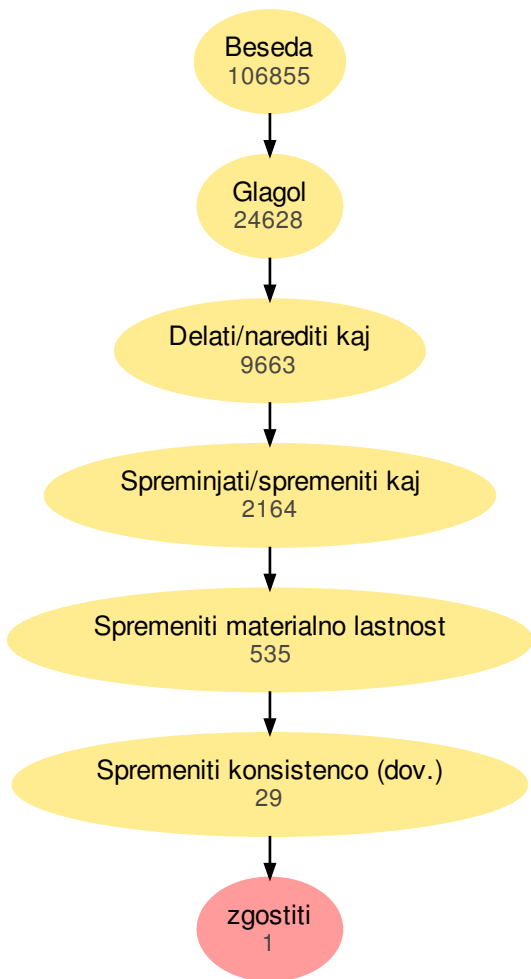 Beseda
106855
Glagol
24628
Delati/narediti kaj
9663
Spreminjati/spremeniti kaj
2164
Spremeniti materialno lastnost
535
Spremeniti konsistenco (dov.)
29
zgostiti
1